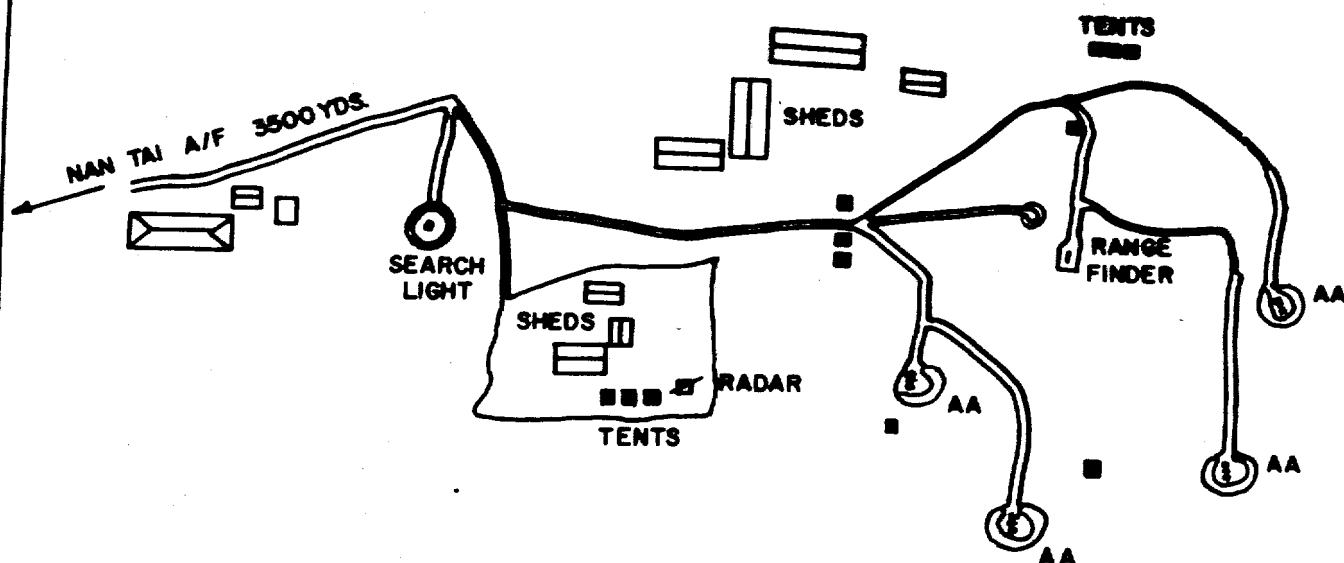 TENTS
NAN TAI A/F 3500 YDS.
SHEDS
SEARCH
LIGHT
RANGE
FINDER
AA
SHEDS
RADAR
AA
TENTS
AA
AA